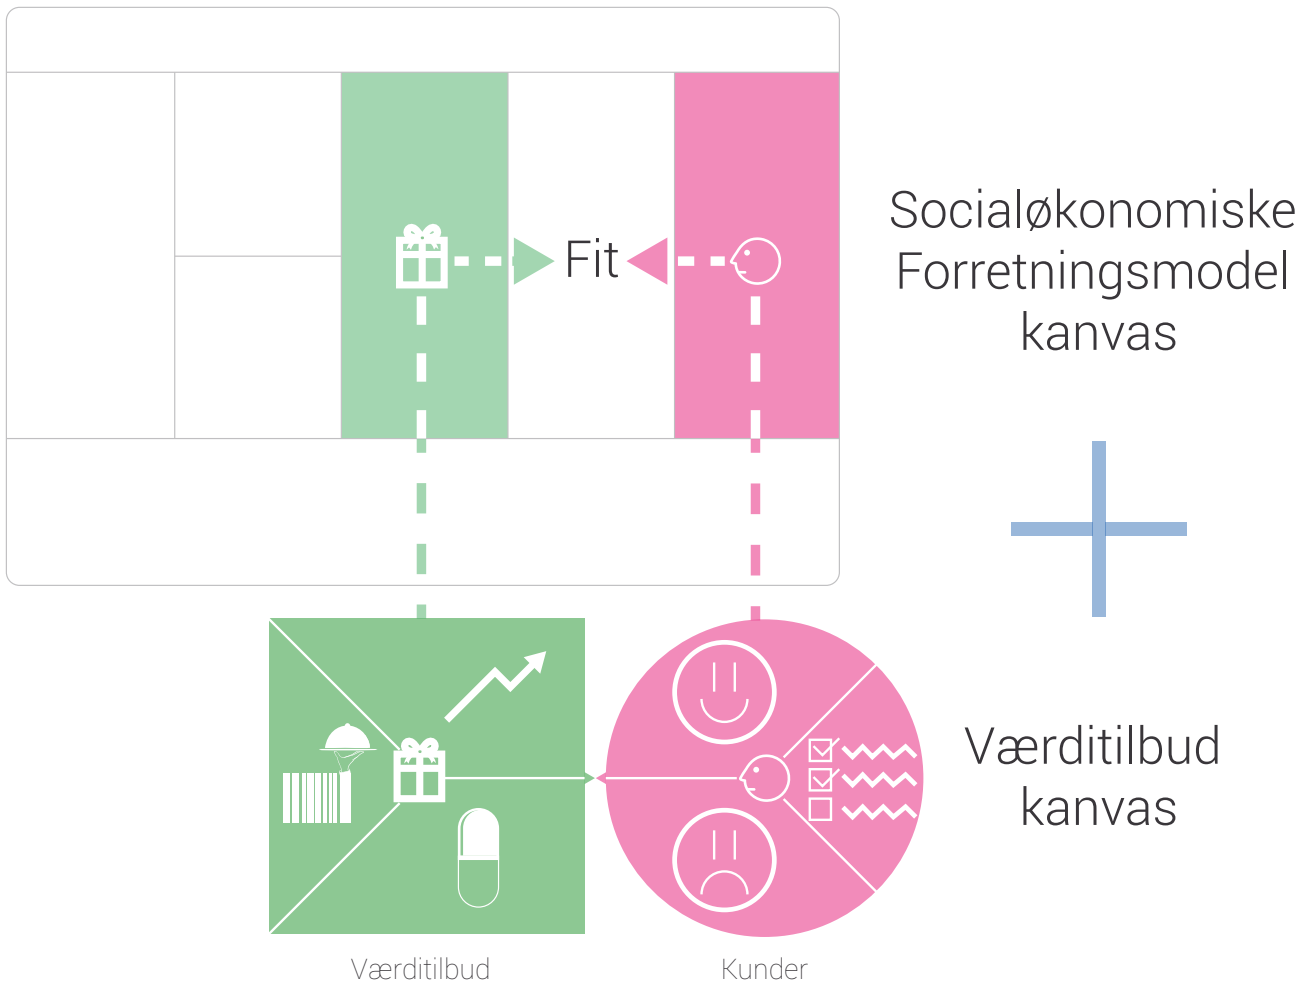 Fit
Socialøkonomiske
Forretningsmodel
kanvas
Værditilbud
kanvas
Værditilbud
Kunder